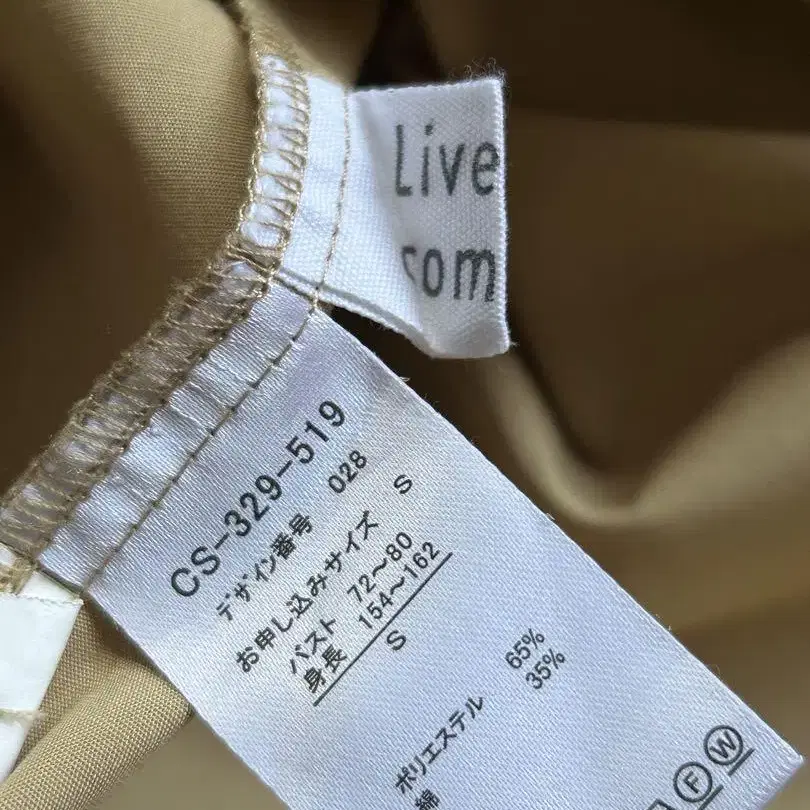 Live
com
CS-329-519
デザイン番号 028
お申し込みサイズ S
バスト 72~80
身長 154~162
S
ポリエステル 65%
綿 35%
F W